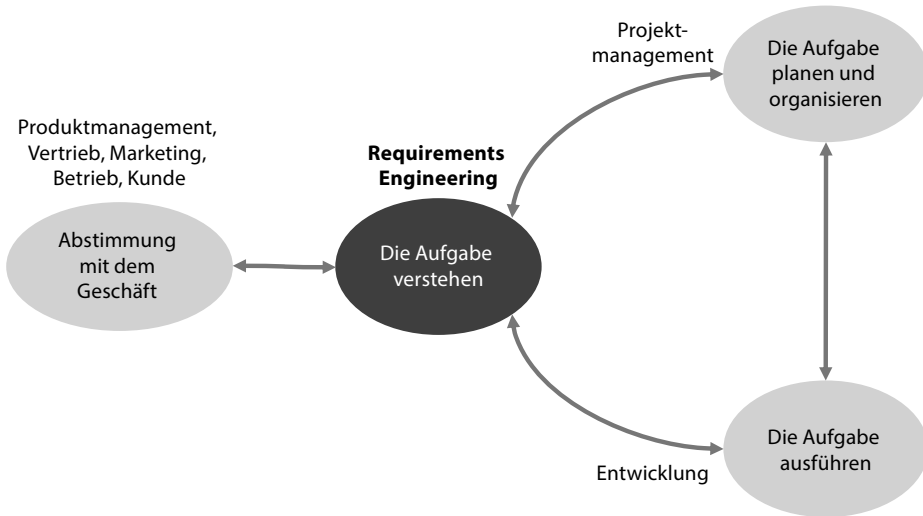 Produktmanagement,
Vertrieb, Marketing,
Betrieb, Kunde
Abstimmung
mit dem
Geschäft
Requirements
Engineering
Die Aufgabe
verstehen
Projekt-
management
Die Aufgabe
planen und
organisieren
Entwicklung
Die Aufgabe
ausführen